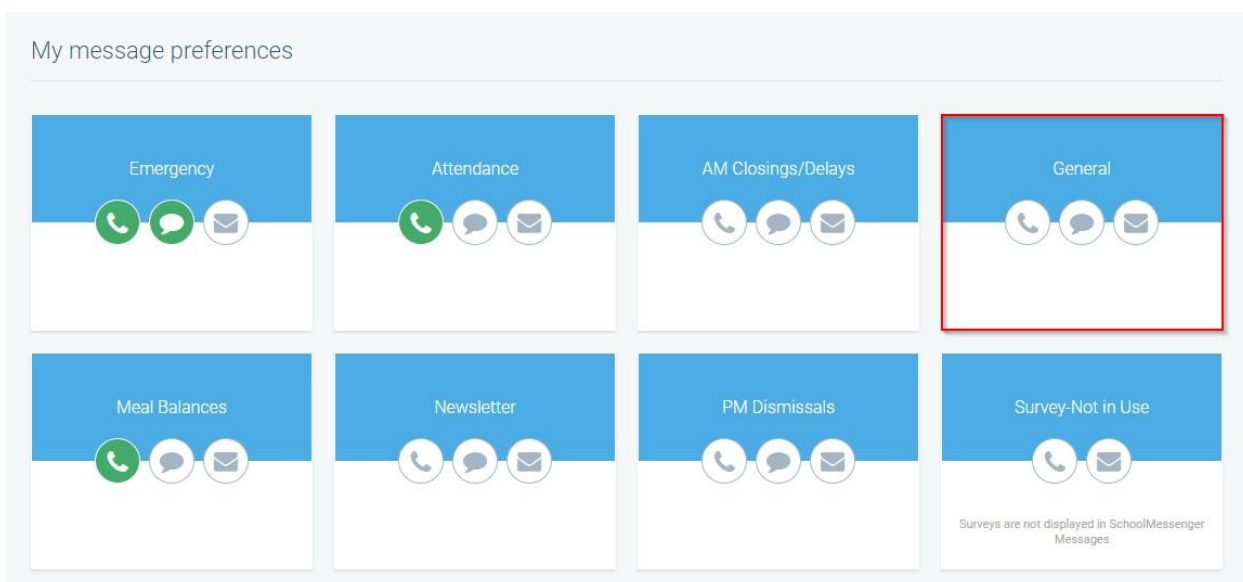 My message preferences
Emergency
Attendance
AM Closings/Delays
General
Meal Balances
Newsletter
PM Dismissals
Survey-Not in Use
Surveys are not displayed in SchoolMessenger
Messages